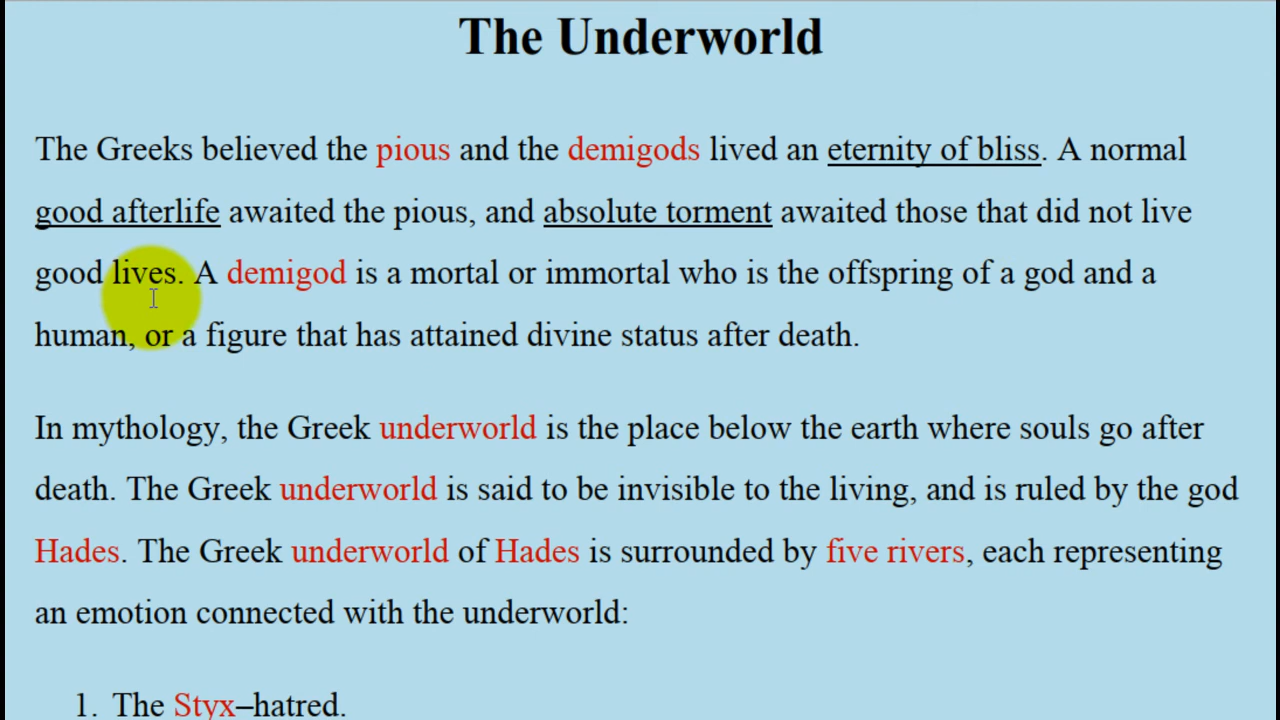 The Underworld
The Greeks believed the pious and the demigods lived an eternity of bliss. A normal
good afterlife awaited the pious, and absolute torment awaited those that did not live
good lives. A demigod is a mortal or immortal who is the offspring of a god and a
human, or a figure that has attained divine status after death.
In mythology, the Greek underworld is the place below the earth where souls go after
death. The Greek underworld is said to be invisible to the living, and is ruled by the god
Hades. The Greek underworld of Hades is surrounded by five rivers, each representing
an emotion connected with the underworld:
1. The Styx–hatred.